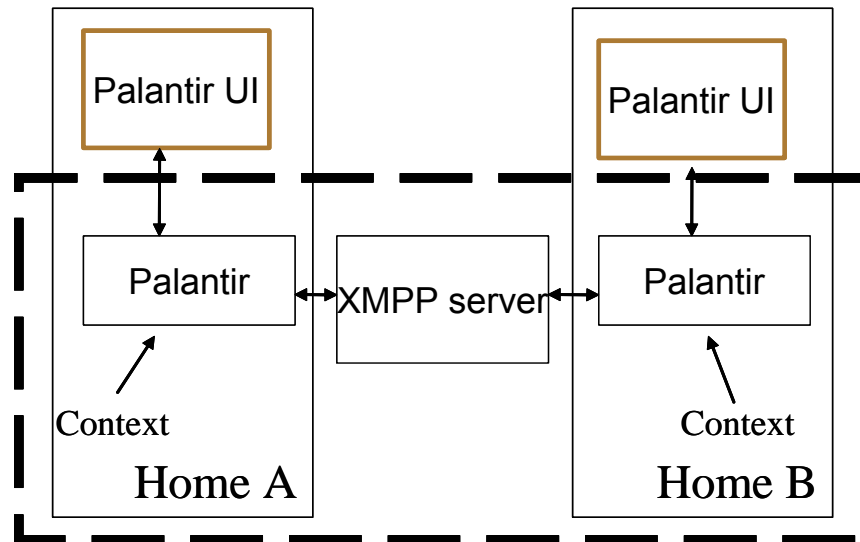 Palantir UI
Palantir UI
Palantir
XMPP server
Palantir
Context
Context
Home A
Home B